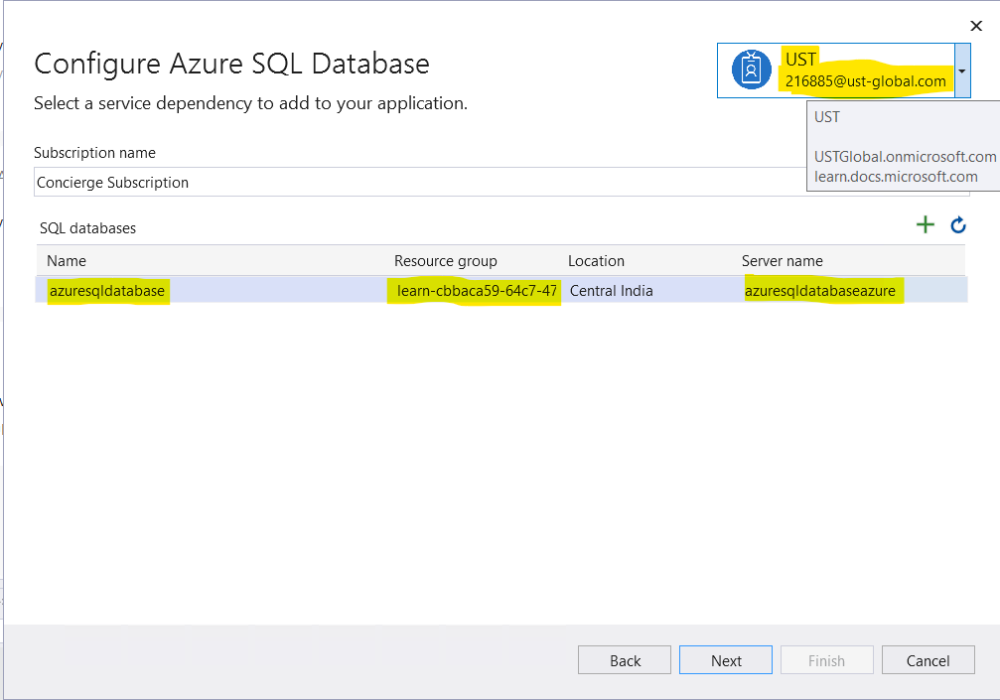 Configure Azure SQL Database
UST
216885@ust-global.com
Select a service dependency to add to your application.
UST
USTGlobal.onmicrosoft.com
learn.docs.microsoft.com
Subscription name
Concierge Subscription
SQL databases
Name Resource group Location Server name
azuresqldatabase learn-cbbaca59-64c7-47 Central India azuresqldatabaseazure
Back Next Finish Cancel